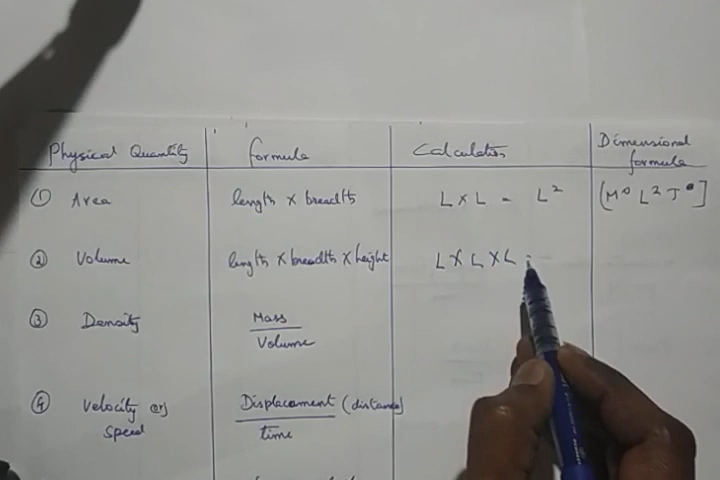 Physical Quantity formula Calculation Dimensional formula
① Area length × breadth L × L = L² [M⁰ L² T⁰]
② Volume length × breadth × height L × L × L =
③ Density Mass / Volume
④ Velocity (or) speed Displacement (distance) / time